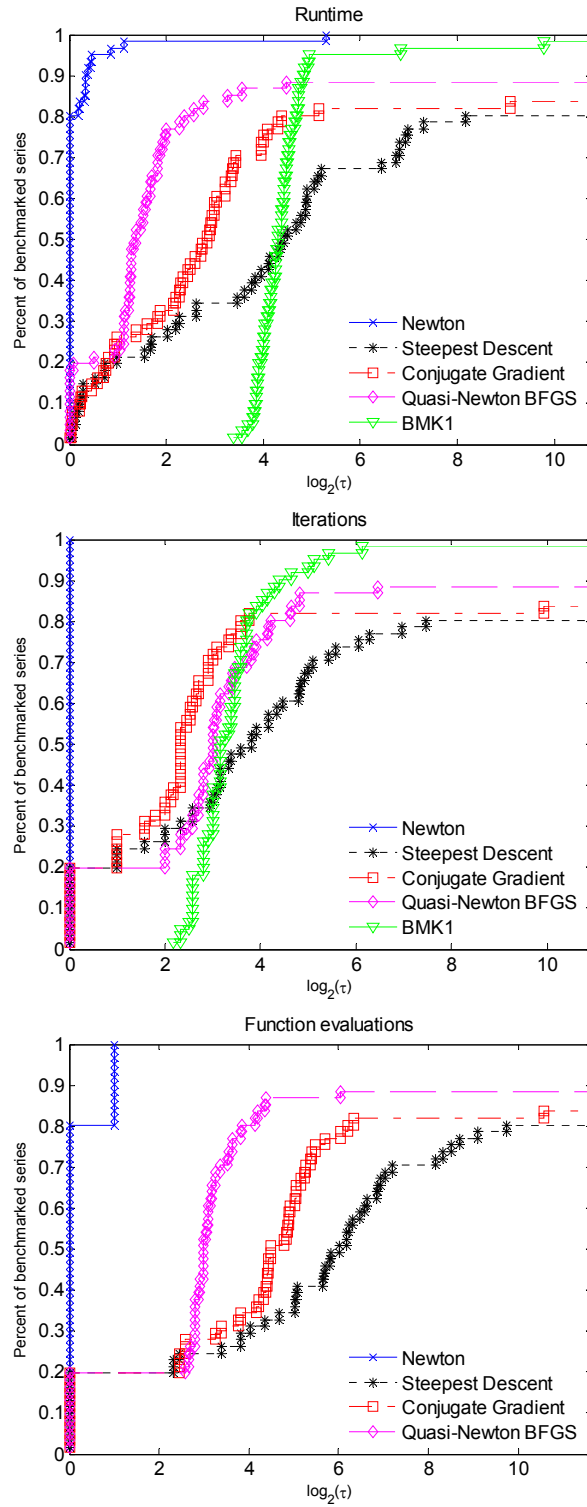 Runtime
Percent of benchmarked series
1
0.9
0.8
0.7
0.6
0.5
0.4
0.3
0.2
0.1
0
0 2 4 6 8 10
log2(τ)
Newton
Steepest Descent
Conjugate Gradient
Quasi-Newton BFGS
BMK1
Iterations
Percent of benchmarked series
1
0.9
0.8
0.7
0.6
0.5
0.4
0.3
0.2
0.1
0
0 2 4 6 8 10
log2(τ)
Newton
Steepest Descent
Conjugate Gradient
Quasi-Newton BFGS
BMK1
Function evaluations
Percent of benchmarked series
1
0.9
0.8
0.7
0.6
0.5
0.4
0.3
0.2
0.1
0
0 2 4 6 8 10
log2(τ)
Newton
Steepest Descent
Conjugate Gradient
Quasi-Newton BFGS